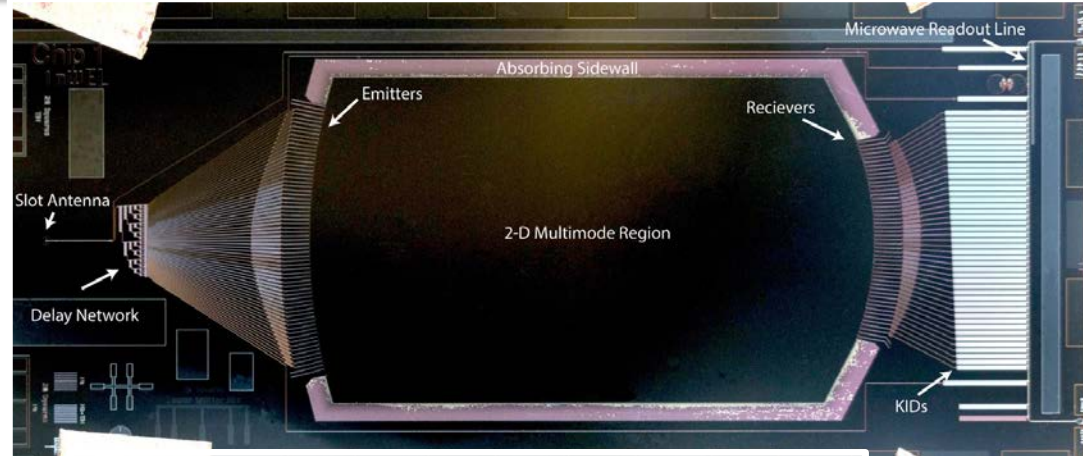 Microwave Readout Line
Chip 1
Absorbing Sidewall
Emitters
Recievers
Slot Antenna
2-D Multimode Region
Delay Network
KIDs